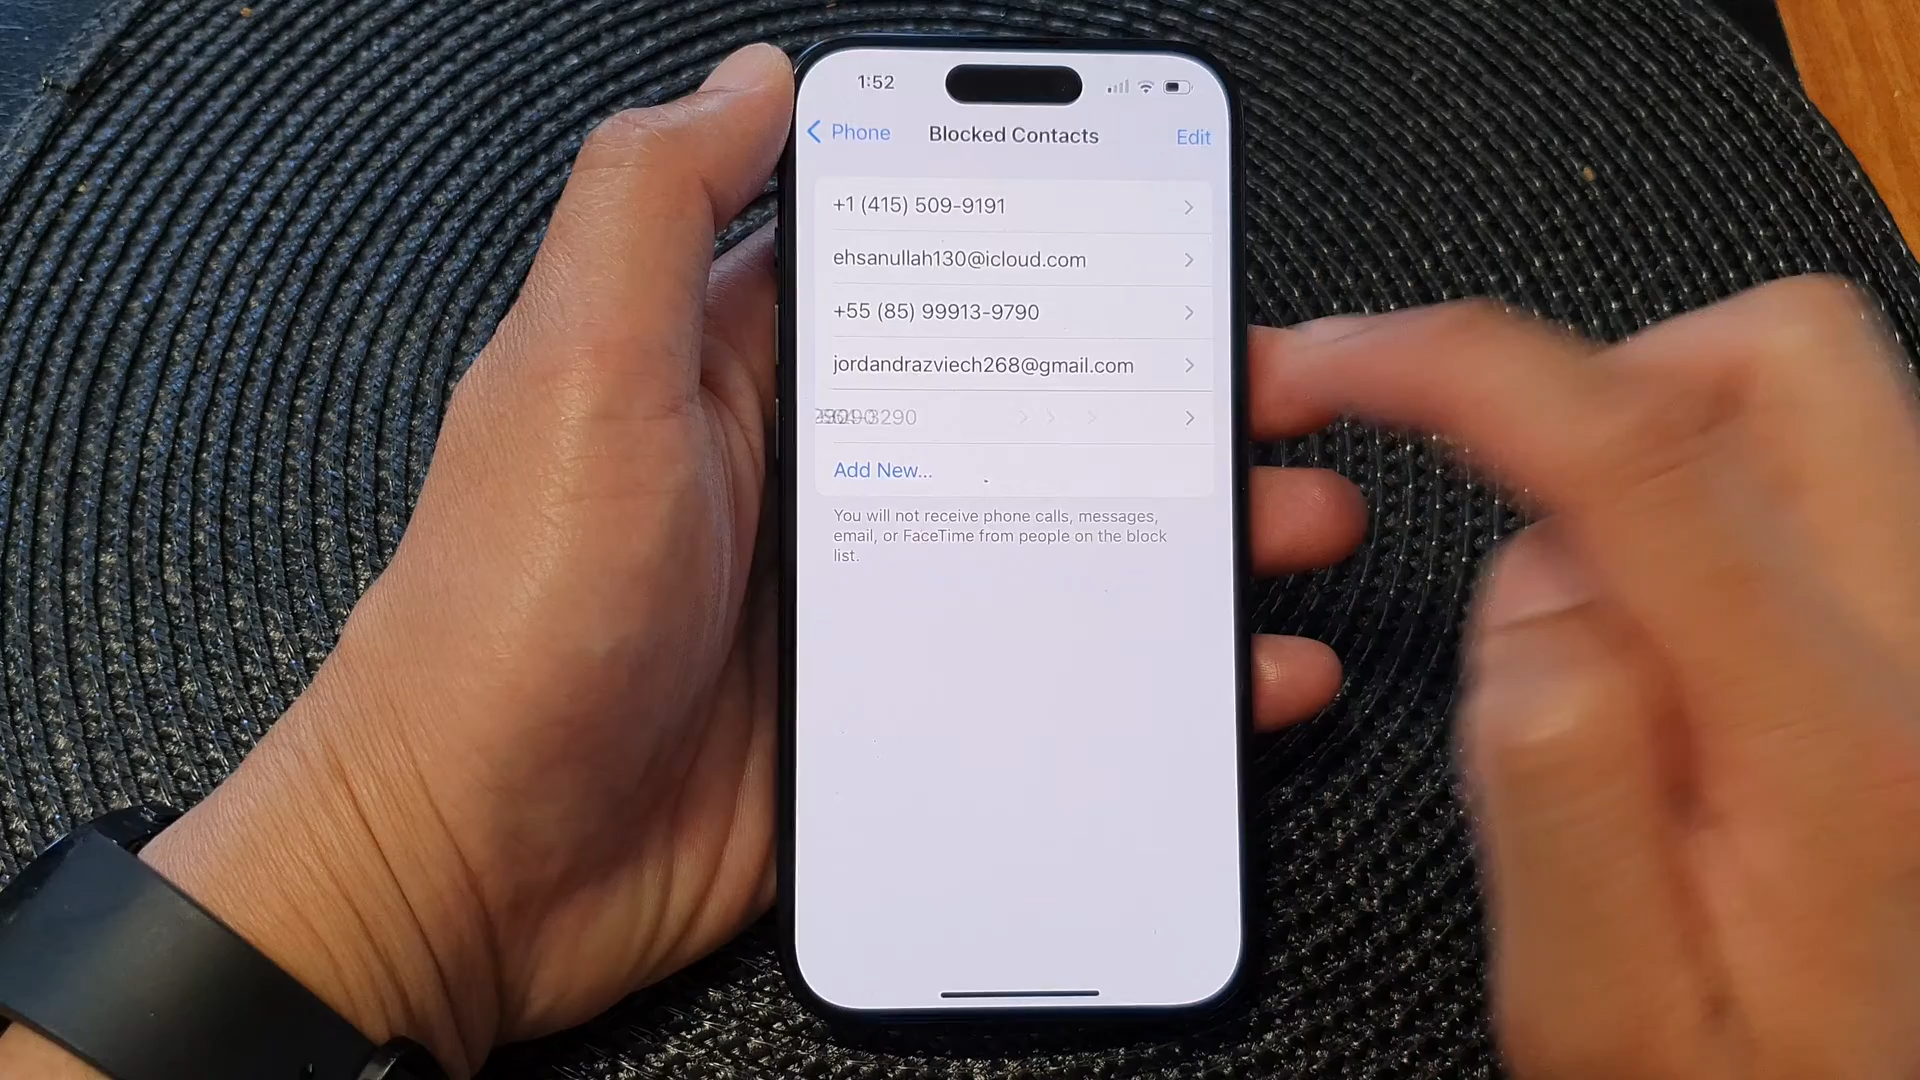 1:52
Phone
Blocked Contacts
Edit
+1 (415) 509-9191
ehsanullah130@icloud.com
+55 (85) 99913-9790
jordandrazviech268@gmail.com
Add New...
You will not receive phone calls, messages,
email, or FaceTime from people on the block
list.